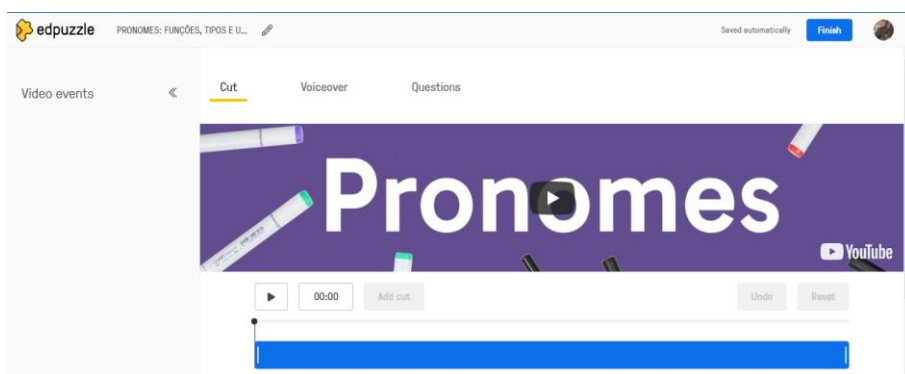 edpuzzle PRONOMES: FUNÇÕES, TIPOS E U... Saved automatically Finish
Video events Cut Voiceover Questions
Pronomes
YouTube
00:00 Add cut Undo Reset